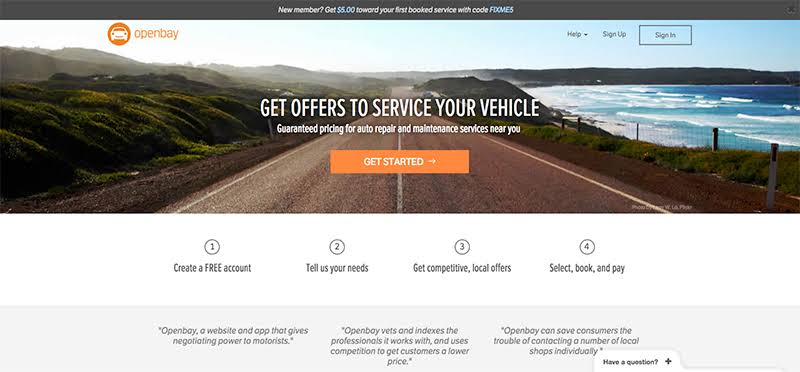 New member? Get $5.00 toward your first booked service with code FIXME5
openbay
Help
Sign Up
Sign In
GET OFFERS TO SERVICE YOUR VEHICLE
Guaranteed pricing for auto repair and maintenance services near you
GET STARTED →
1
Create a FREE account
2
Tell us your needs
3
Get competitive, local offers
4
Select, book, and pay
"Openbay, a website and app that gives
negotiating power to motorists."
"Openbay vets and indexes the
professionals it works with, and uses
competition to get customers a lower
price."
"Openbay can save consumers the
trouble of contacting a number of local
shops individually."
Photo by W. Lo, Flickr
Have a question? +